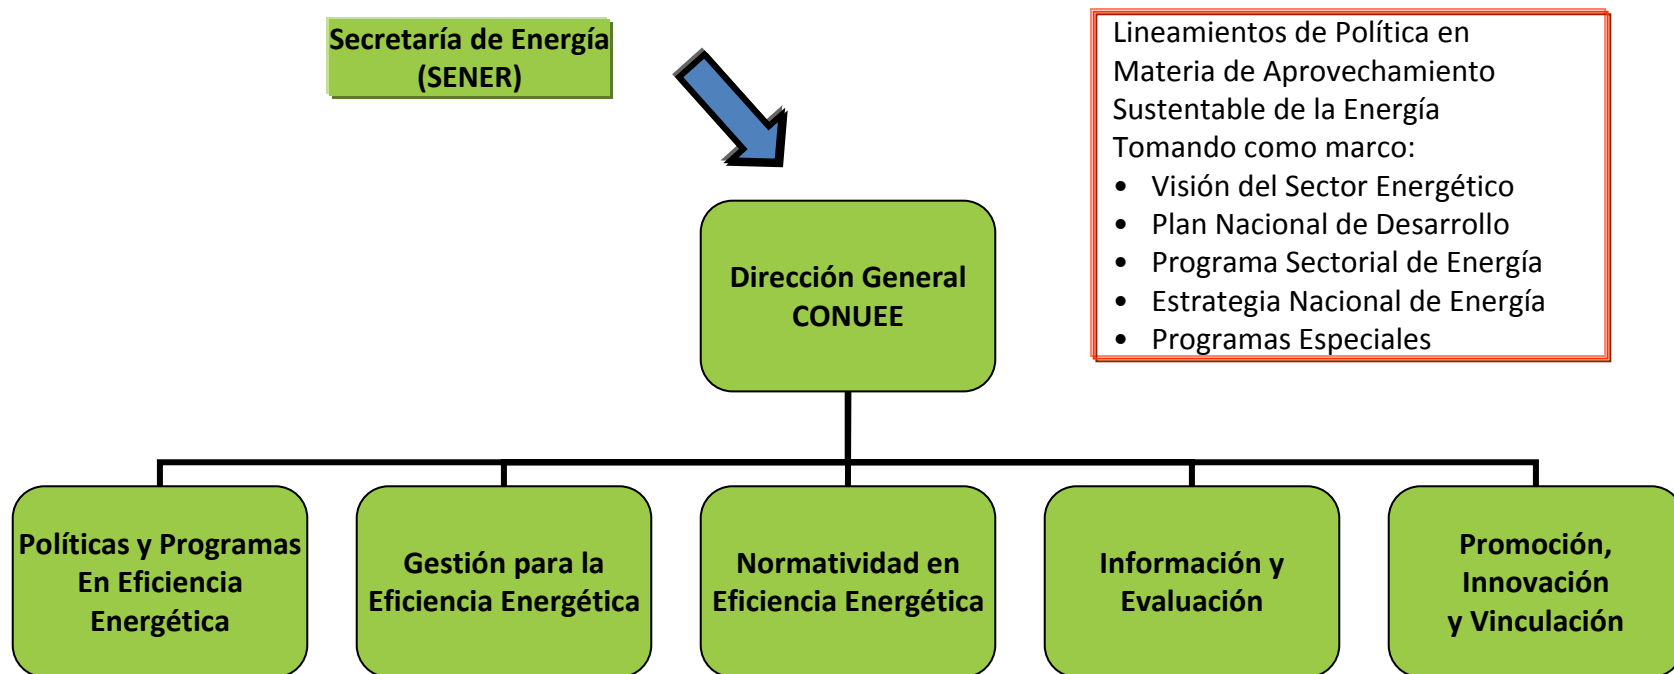 Secretaría de Energía
(SENER)
Lineamientos de Política en
Materia de Aprovechamiento
Sustentable de la Energía
Tomando como marco:
• Visión del Sector Energético
• Plan Nacional de Desarrollo
• Programa Sectorial de Energía
• Estrategia Nacional de Energía
• Programas Especiales
Dirección General
CONUEE
Políticas y Programas
En Eficiencia
Energética
Gestión para la
Eficiencia Energética
Normatividad en
Eficiencia Energética
Información y
Evaluación
Promoción,
Innovación
y Vinculación